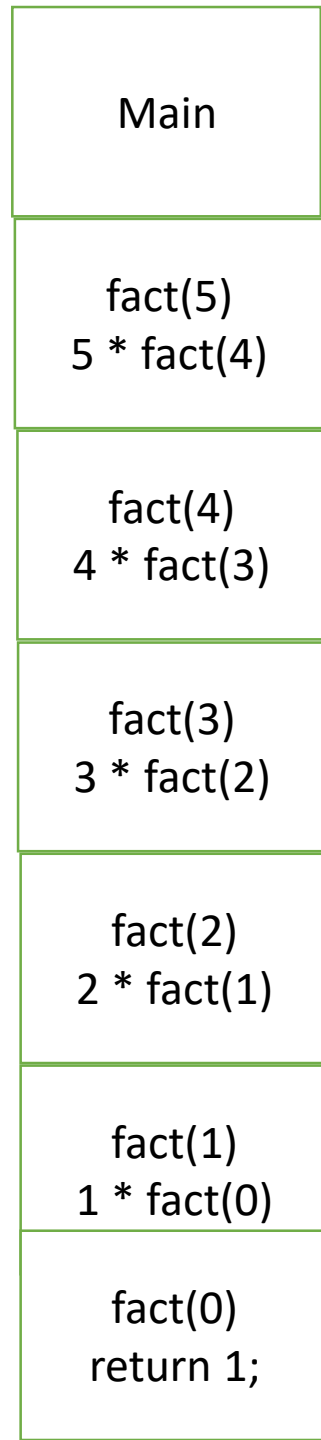 Main
fact(5)
5 * fact(4)
fact(4)
4 * fact(3)
fact(3)
3 * fact(2)
fact(2)
2 * fact(1)
fact(1)
1 * fact(0)
fact(0)
return 1;